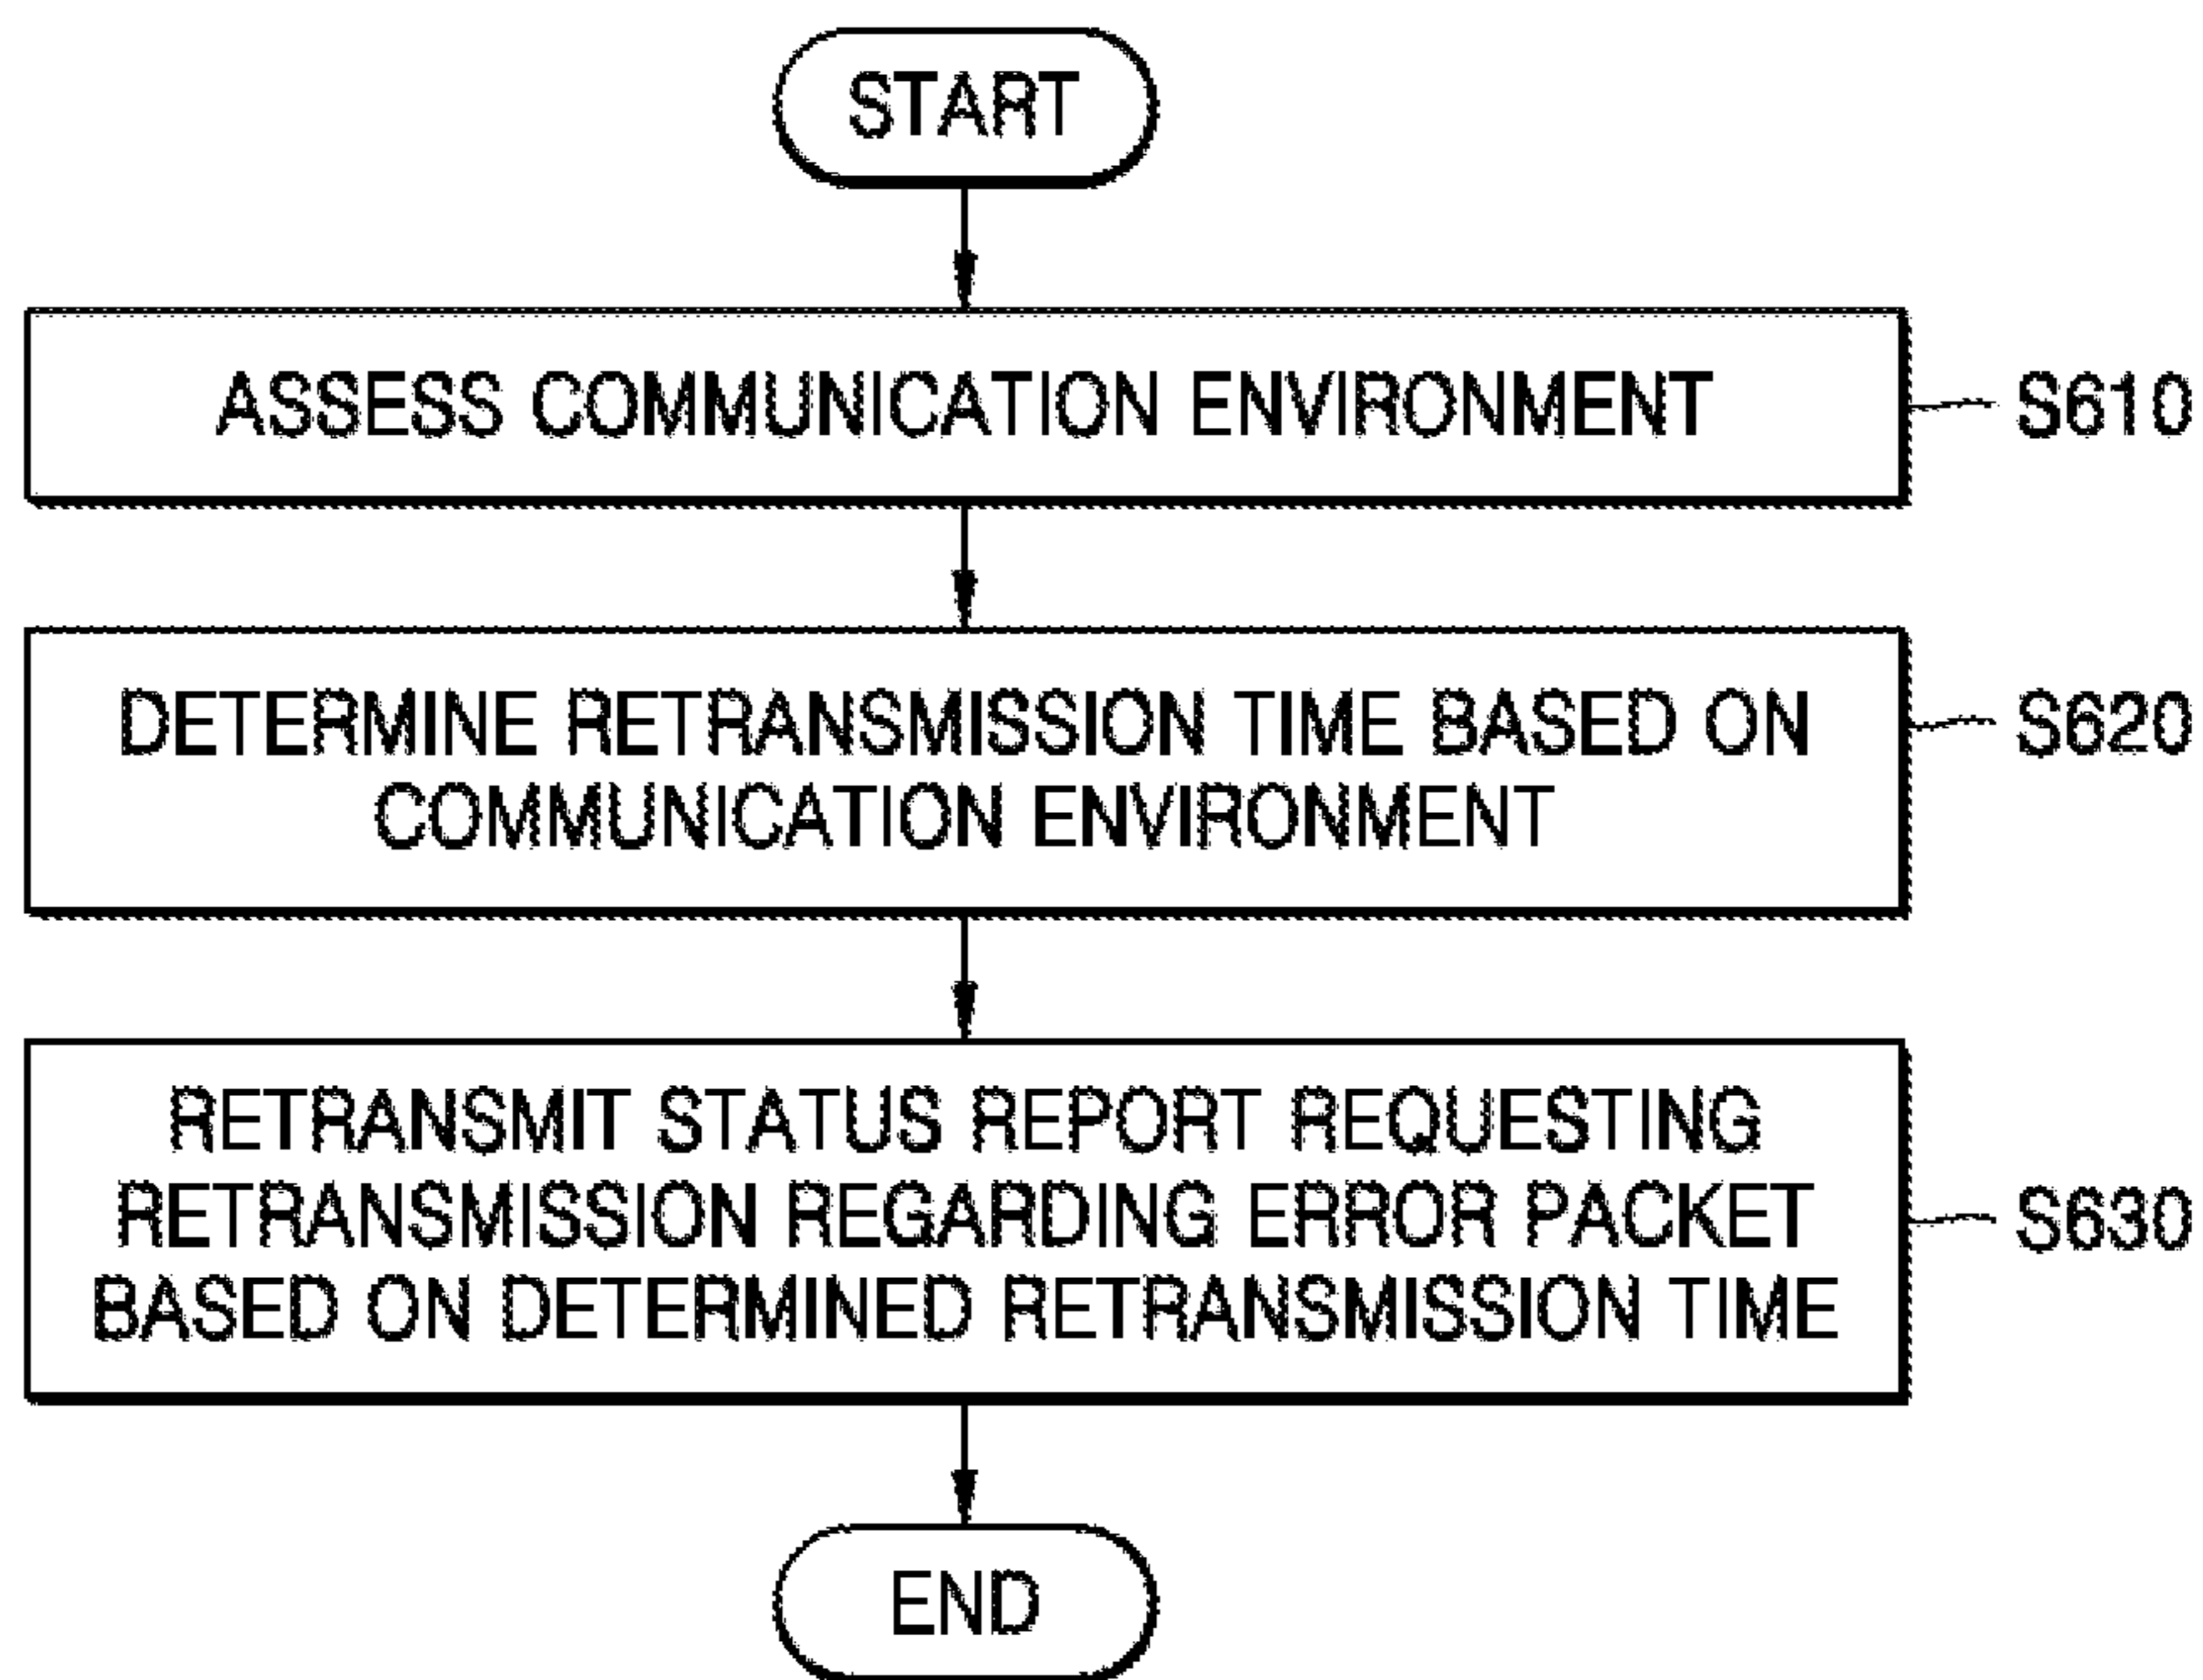 START
ASSESS COMMUNICATION ENVIRONMENT
S610
DETERMINE RETRANSMISSION TIME BASED ON
COMMUNICATION ENVIRONMENT
S620
RETRANSMIT STATUS REPORT REQUESTING
RETRANSMISSION REGARDING ERROR PACKET
BASED ON DETERMINED RETRANSMISSION TIME
S630
END